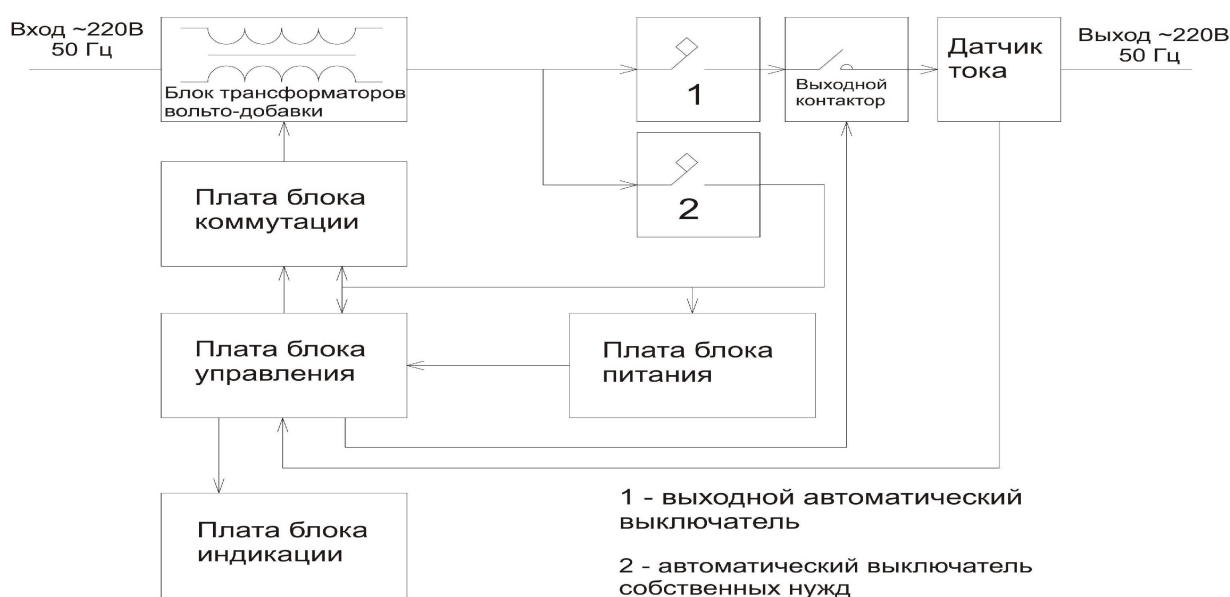 Вход ~220В
50 Гц
Блок трансформаторов
вольто-добавки
1
Выходной
контактор
Датчик
тока
Выход ~220В
50 Гц
2
Плата блока
коммутации
Плата блока
управления
Плата блока
питания
Плата блока
индикации
1 - выходной автоматический
выключатель
2 - автоматический выключатель
собственных нужд